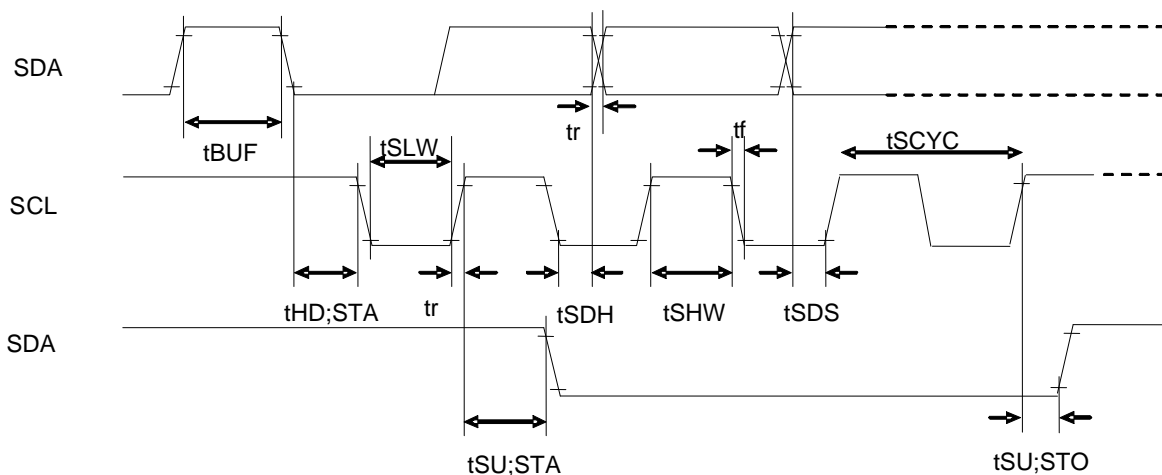 SDA
tBUF
tSLW
tr
tf
tSCYC
SCL
tHD;STA
tr
tSDH
tSHW
tSDS
SDA
tSU;STA
tSU;STO